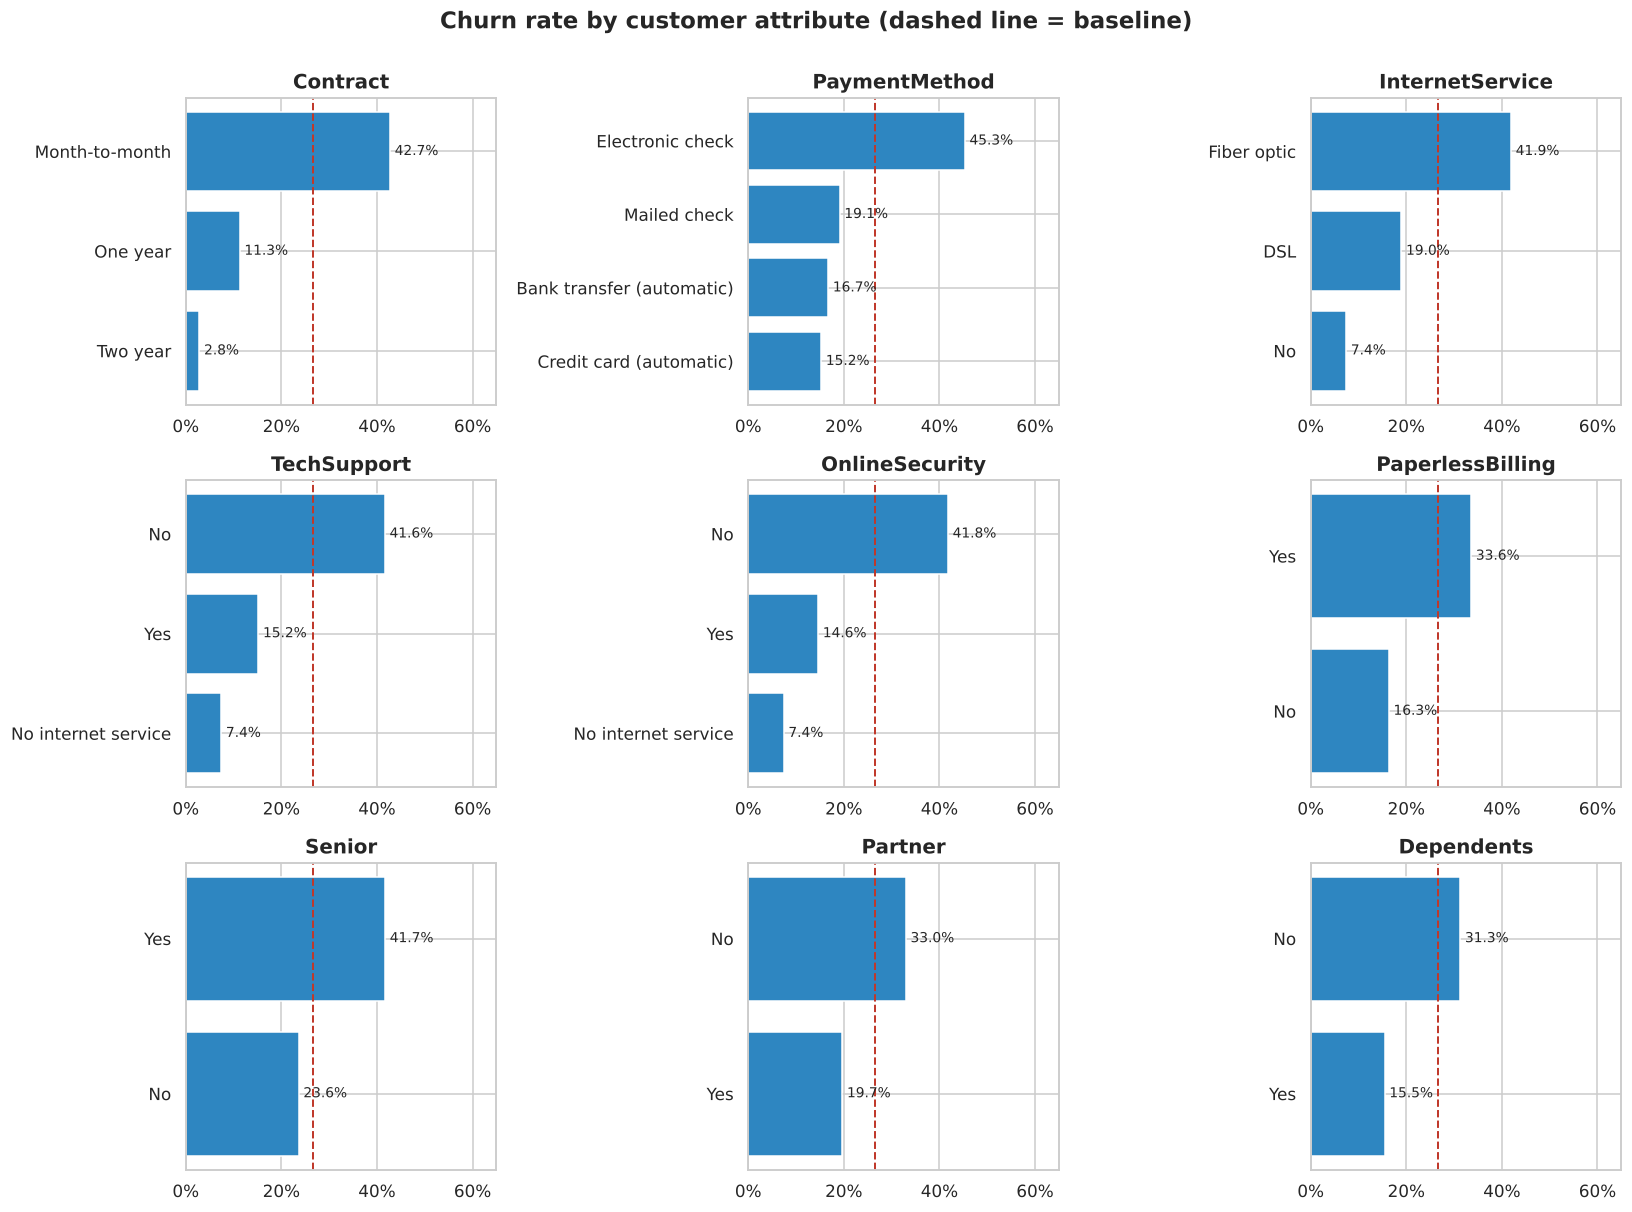 Churn rate by customer attribute (dashed line = baseline)
Contract
Month-to-month
42.7%
One year
11.3%
Two year
2.8%
0% 20% 40% 60%
PaymentMethod
Electronic check
45.3%
Mailed check
19.1%
Bank transfer (automatic)
16.7%
Credit card (automatic)
15.2%
0% 20% 40% 60%
InternetService
Fiber optic
41.9%
DSL
19.0%
No
7.4%
0% 20% 40% 60%
TechSupport
No
41.6%
Yes
15.2%
No internet service
7.4%
0% 20% 40% 60%
OnlineSecurity
No
41.8%
Yes
14.6%
No internet service
7.4%
0% 20% 40% 60%
PaperlessBilling
Yes
33.6%
No
16.3%
0% 20% 40% 60%
Senior
Yes
41.7%
No
23.6%
0% 20% 40% 60%
Partner
No
33.0%
Yes
19.7%
0% 20% 40% 60%
Dependents
No
31.3%
Yes
15.5%
0% 20% 40% 60%